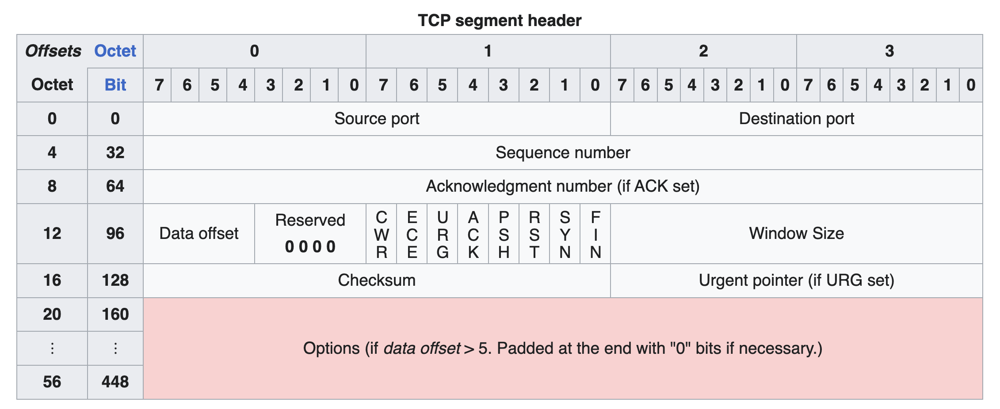 TCP segment header
Offsets Octet 0 1 2 3
Octet Bit 7 6 5 4 3 2 1 0 7 6 5 4 3 2 1 0 7 6 5 4 3 2 1 0 7 6 5 4 3 2 1 0
0 0 Source port Destination port
4 32 Sequence number
8 64 Acknowledgment number (if ACK set)
12 96 Data offset Reserved 0 0 0 0 CWR ECE URG ACK PSH RST SYN FIN Window Size
16 128 Checksum Urgent pointer (if URG set)
20 160
⋮ ⋮ Options (if data offset > 5. Padded at the end with "0" bits if necessary.)
56 448